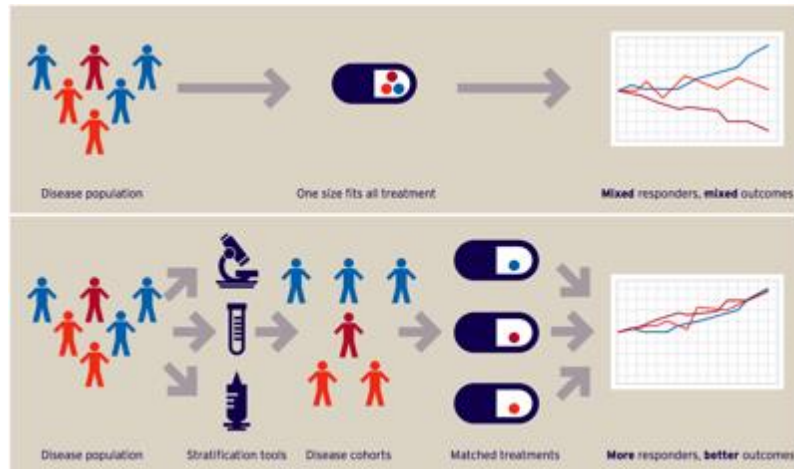 Disease population
One size fits all treatment
Mixed responders, mixed outcomes
Disease population
Stratification tools
Disease cohorts
Matched treatments
More responders, better outcomes